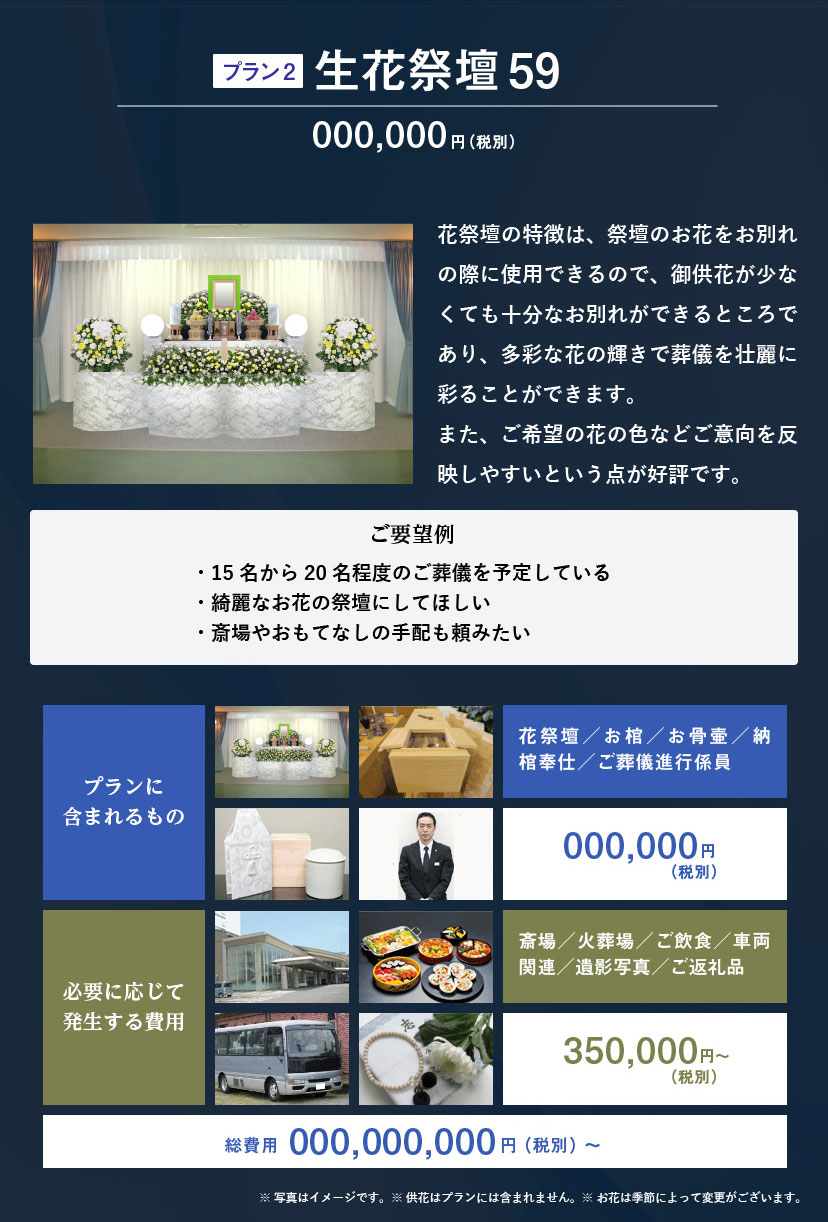 プラン2 生花祭壇59
000,000円(税別)
花祭壇の特徴は、祭壇のお花をお別れ
の際に使用できるので、御供花が少な
くても十分なお別れができるところで
あり、多彩な花の輝きで葬儀を壮麗に
彩ることができます。
また、ご希望の花の色などご意向を反
映しやすいという点が好評です。
ご要望例
・15名から20名程度のご葬儀を予定している
・綺麗なお花の祭壇にしてほしい
・斎場やおもてなしの手配も頼みたい
プランに
含まれるもの
花祭壇／お棺／お骨壷／納
棺奉仕／ご葬儀進行係員
000,000円
(税別)
必要に応じて
発生する費用
斎場／火葬場／ご飲食／車両
関連／遺影写真／ご返礼品
350,000円～
(税別)
総費用 000,000,000円(税別)～
※写真はイメージです。※供花はプランには含まれません。※お花は季節によって変更がございます。